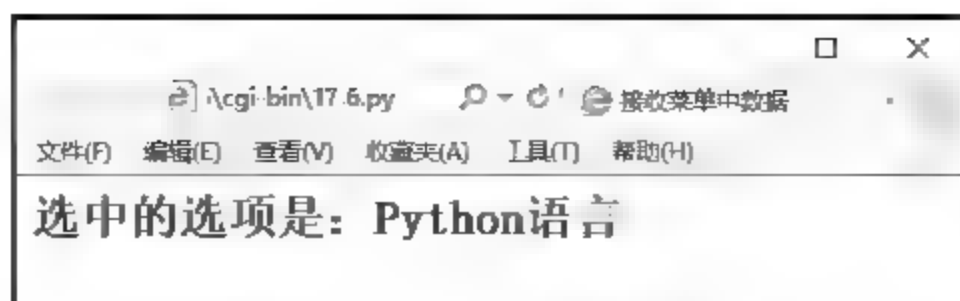 \cgi-bin\17.6.py 接收菜单中数据
文件(F) 编辑(E) 查看(V) 收藏夹(A) 工具(T) 帮助(H)
选中的选项是：Python语言